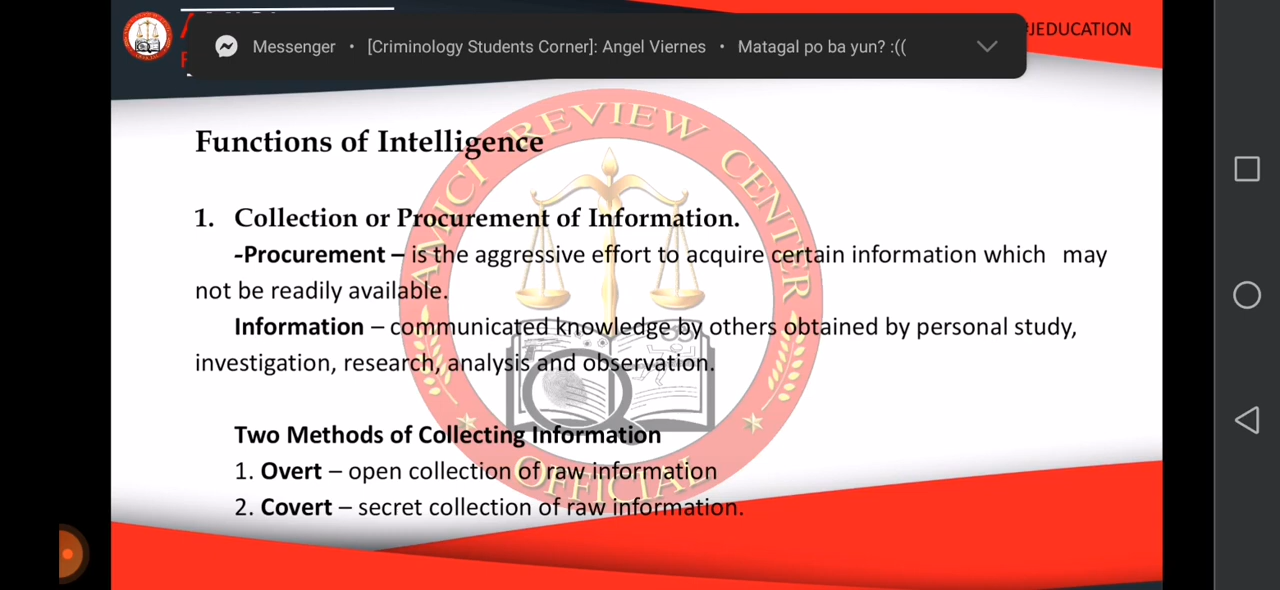 Messenger • [Criminology Students Corner]: Angel Viernes • Matagal po ba yun? :((
JEDUCATION
AMICI REVIEW CENTER
Functions of Intelligence
1. Collection or Procurement of Information.
-Procurement – is the aggressive effort to acquire certain information which may
not be readily available.
Information – communicated knowledge by others obtained by personal study,
investigation, research, analysis and observation.
Two Methods of Collecting Information
1. Overt – open collection of raw information
2. Covert – secret collection of raw information.
OFFICIAL